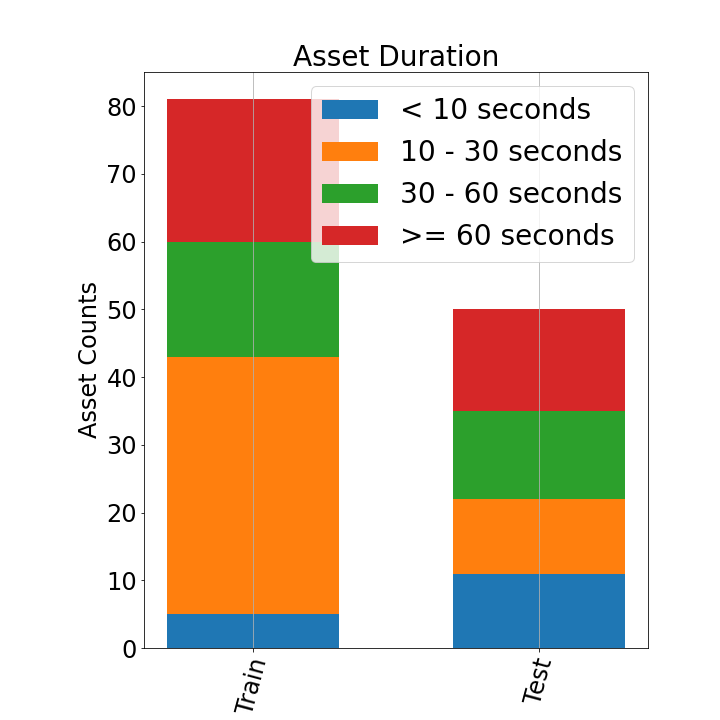 Asset Duration
< 10 seconds
10 - 30 seconds
30 - 60 seconds
>= 60 seconds
Asset Counts
80
70
60
50
40
30
20
10
0
Train
Test